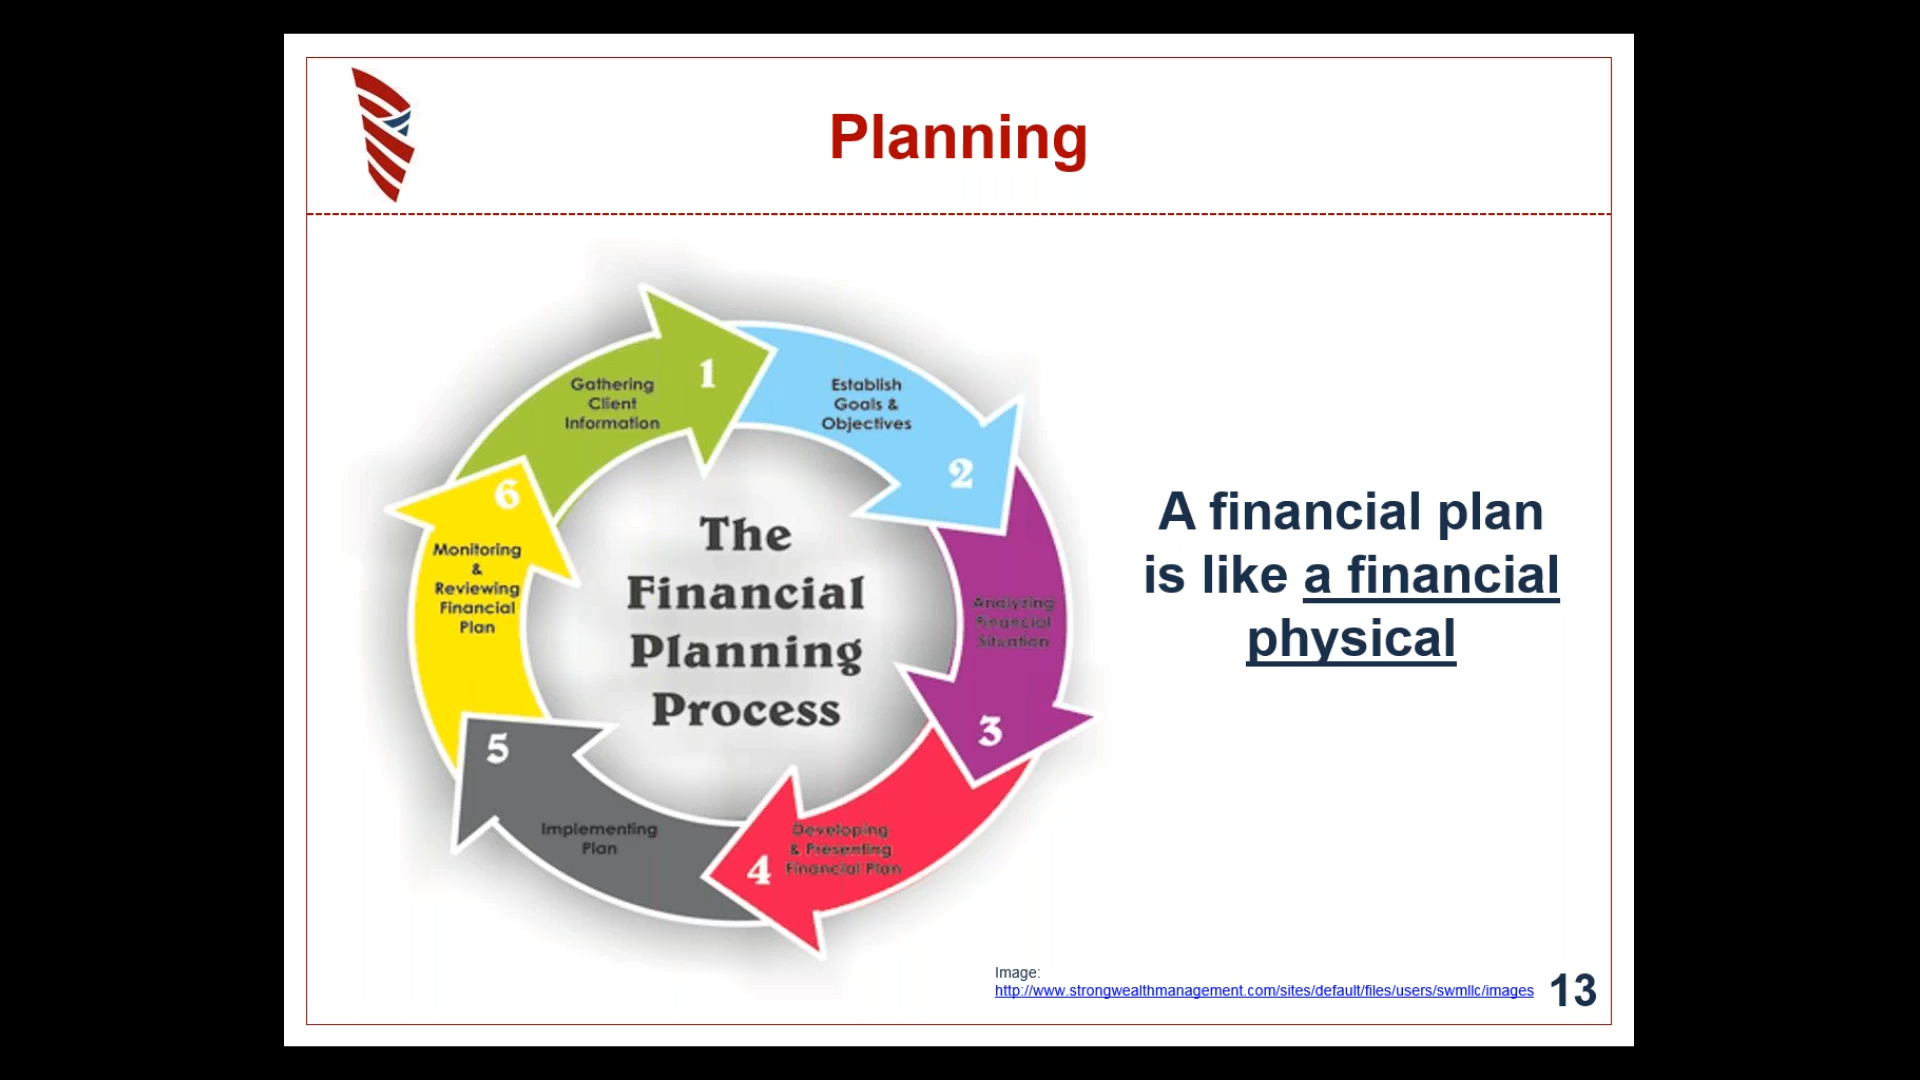 Planning
1
Gathering
Client
Information
Establish
Goals &
Objectives
2
Analyzing
Financial
Situation
3
Developing
& Presenting
Financial Plan
4
Implementing
Plan
5
Monitoring
&
Reviewing
Financial
Plan
6
The
Financial
Planning
Process
A financial plan
is like a financial
physical
Image:
http://www.strongwealthmanagement.com/sites/default/files/users/swmllc/images
13